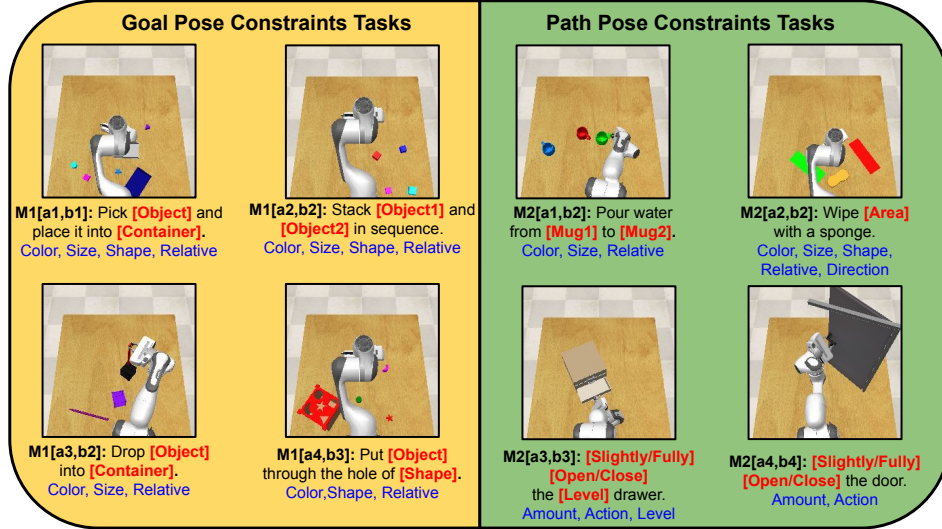 Goal Pose Constraints Tasks
M1[a1,b1]: Pick [Object] and
place it into [Container].
Color, Size, Shape, Relative
M1[a2,b2]: Stack [Object1] and
[Object2] in sequence.
Color, Size, Shape, Relative
M1[a3,b2]: Drop [Object]
into [Container].
Color, Size, Relative
M1[a4,b3]: Put [Object]
through the hole of [Shape].
Color,Shape, Relative
Path Pose Constraints Tasks
M2[a1,b2]: Pour water
from [Mug1] to [Mug2].
Color, Size, Relative
M2[a2,b2]: Wipe [Area]
with a sponge.
Color, Size, Shape,
Relative, Direction
M2[a3,b3]: [Slightly/Fully]
[Open/Close]
the [Level] drawer.
Amount, Action, Level
M2[a4,b4]: [Slightly/Fully]
[Open/Close] the door.
Amount, Action